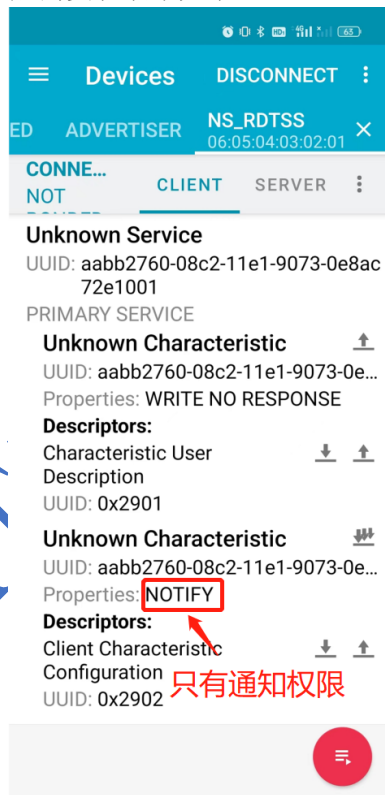 63
Devices
DISCONNECT
ED
ADVERTISER
NS_RDTSS
06:05:04:03:02:01
CONNE...
NOT
CLIENT
SERVER
Unknown Service
UUID: aabb2760-08c2-11e1-9073-0e8ac
72e1001
PRIMARY SERVICE
Unknown Characteristic
UUID: aabb2760-08c2-11e1-9073-0e...
Properties: WRITE NO RESPONSE
Descriptors:
Characteristic User
Description
UUID: 0x2901
Unknown Characteristic
UUID: aabb2760-08c2-11e1-9073-0e...
Properties: NOTIFY
Descriptors:
Client Characteristic
Configuration
只有通知权限
UUID: 0x2902